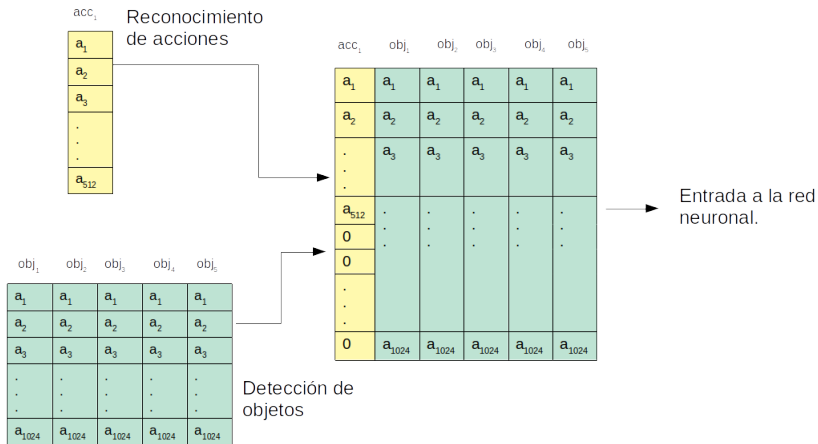 acc₁
Reconocimiento
de acciones
a₁
a₂
a₃
.
.
.
a₅₁₂
acc₁ obj₁ obj₂ obj₃ obj₄ obj₅
a₁ a₁ a₁ a₁ a₁ a₁
a₂ a₂ a₂ a₂ a₂ a₂
. a₃ a₃ a₃ a₃ a₃
.
.
a₅₁₂ . . . . .
0 . . . . .
0 . . . . .
.
.
.
0 a₁₀₂₄ a₁₀₂₄ a₁₀₂₄ a₁₀₂₄ a₁₀₂₄
Entrada a la red
neuronal.
obj₁ obj₂ obj₃ obj₄ obj₅
a₁ a₁ a₁ a₁ a₁
a₂ a₂ a₂ a₂ a₂
a₃ a₃ a₃ a₃ a₃
. . . . .
. . . . .
. . . . .
a₁₀₂₄ a₁₀₂₄ a₁₀₂₄ a₁₀₂₄ a₁₀₂₄
Detección de
objetos